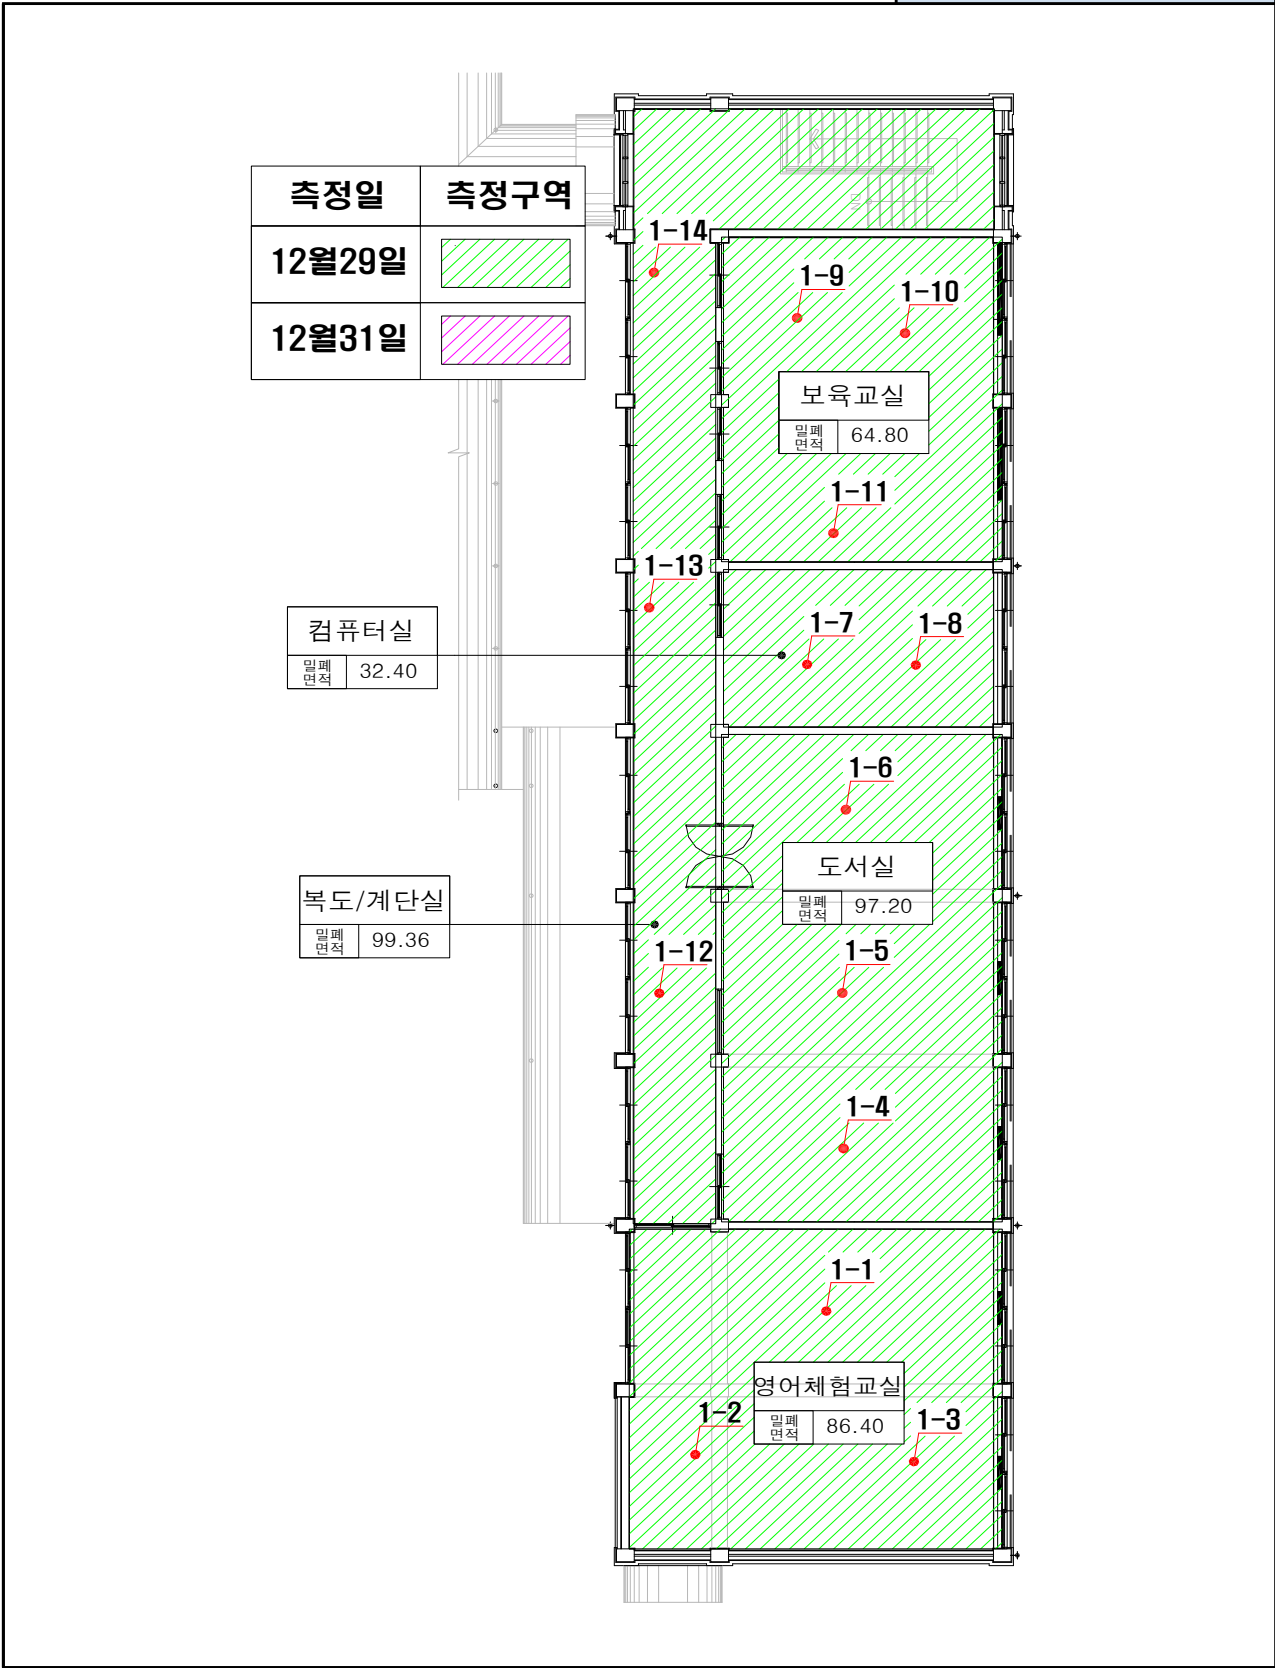 측정일 측정구역
12월29일
12월31일
1-14
1-9
1-10
보육교실
밀폐
면적 64.80
1-11
1-13
컴퓨터실
밀폐
면적 32.40
1-7
1-8
1-6
도서실
밀폐
면적 97.20
복도/계단실
밀폐
면적 99.36
1-12
1-5
1-4
1-1
영어체험교실
밀폐
면적 86.40
1-2
1-3